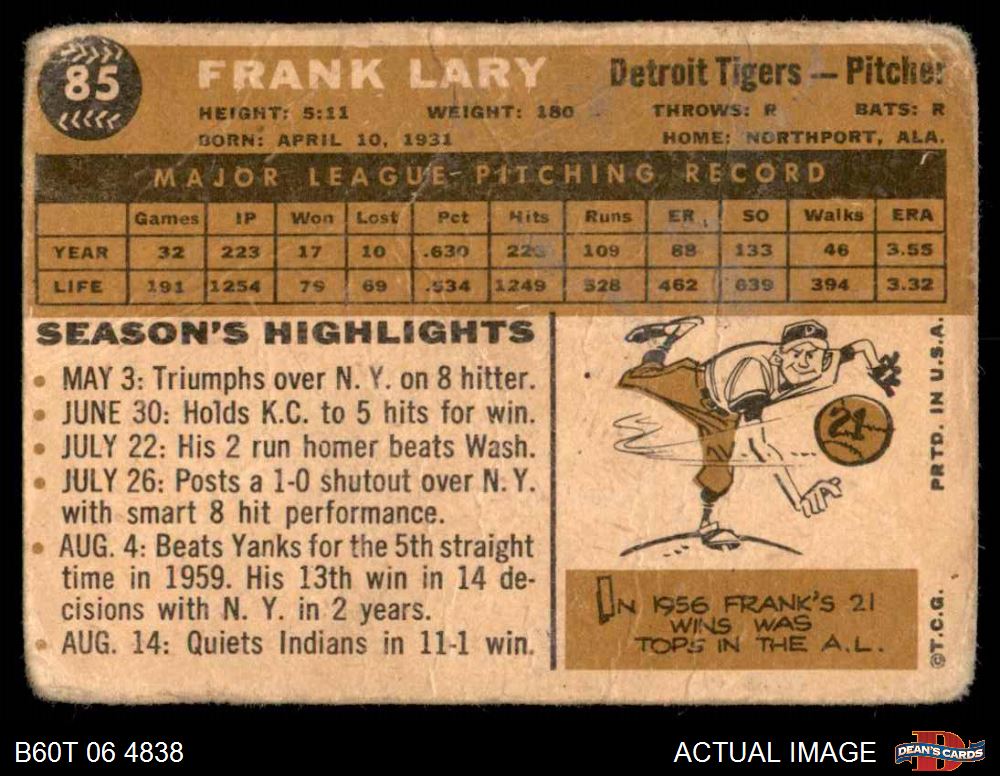 85
FRANK LARY
Detroit Tigers — Pitcher
HEIGHT: 5:11 WEIGHT: 180 THROWS: R BATS: R
BORN: APRIL 10, 1931 HOME: NORTHPORT, ALA.
MAJOR LEAGUE PITCHING RECORD
Games IP Won Lost Pct Hits Runs ER SO Walks ERA
YEAR 32 223 17 10 .630 109 88 133 46 3.55
LIFE 191 1254 79 69 .534 1249 528 462 639 394 3.32
SEASON'S HIGHLIGHTS
• MAY 3: Triumphs over N. Y. on 8 hitter.
• JUNE 30: Holds K.C. to 5 hits for win.
• JULY 22: His 2 run homer beats Wash.
• JULY 26: Posts a 1-0 shutout over N. Y.
with smart 8 hit performance.
• AUG. 4: Beats Yanks for the 5th straight
time in 1959. His 13th win in 14 de-
cisions with N. Y. in 2 years.
• AUG. 14: Quiets Indians in 11-1 win.
D
21
IN 1956 FRANK'S 21
WINS WAS
TOPS IN THE A.L.
PRTD. IN U.S.A.
©T.C.G.
B60T 06 4838
ACTUAL IMAGE
DEAN'S CARDS